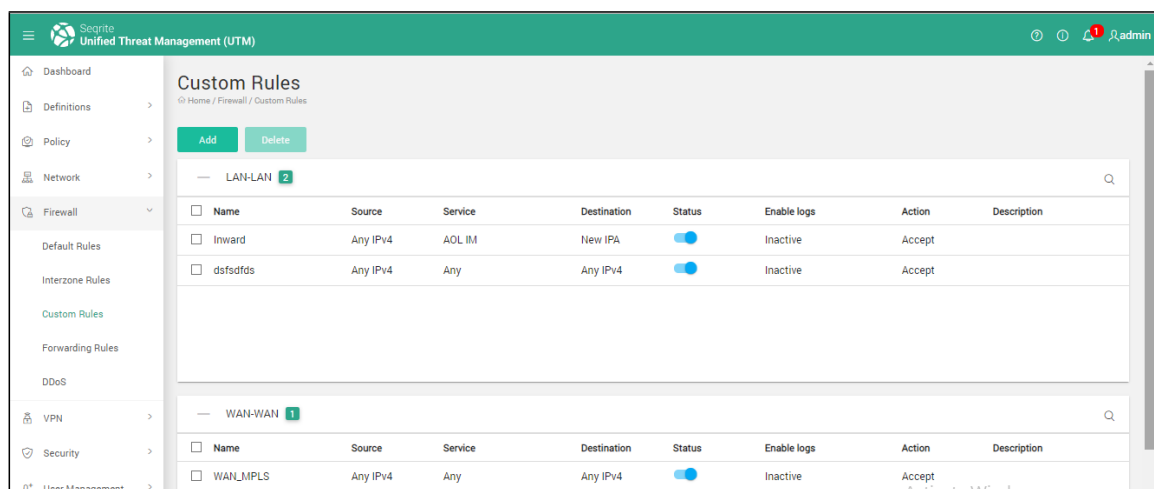 Seqrite
Unified Threat Management (UTM)
1
admin
Dashboard
Definitions
Policy
Network
Firewall
Default Rules
Interzone Rules
Custom Rules
Forwarding Rules
DDoS
VPN
Security
User Management
Custom Rules
Home / Firewall / Custom Rules
Add Delete
LAN-LAN 2
Name Source Service Destination Status Enable logs Action Description
Inward Any IPv4 AOL IM New IPA Inactive Accept
dsfsdfds Any IPv4 Any Any IPv4 Inactive Accept
WAN-WAN 1
Name Source Service Destination Status Enable logs Action Description
WAN_MPLS Any IPv4 Any Any IPv4 Inactive Accept